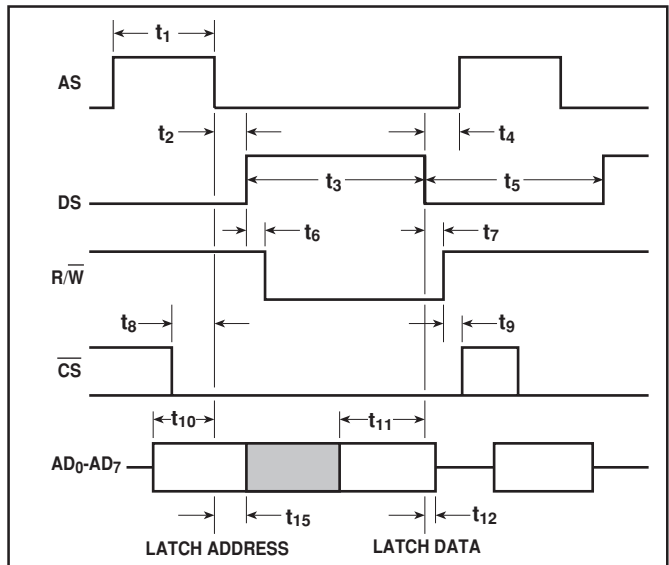 t1
AS
t2
t4
t3
t5
DS
t6
t7
R/W̅
t8
t9
C̅S̅
t10
t11
AD0-AD7
t15
t12
LATCH ADDRESS
LATCH DATA